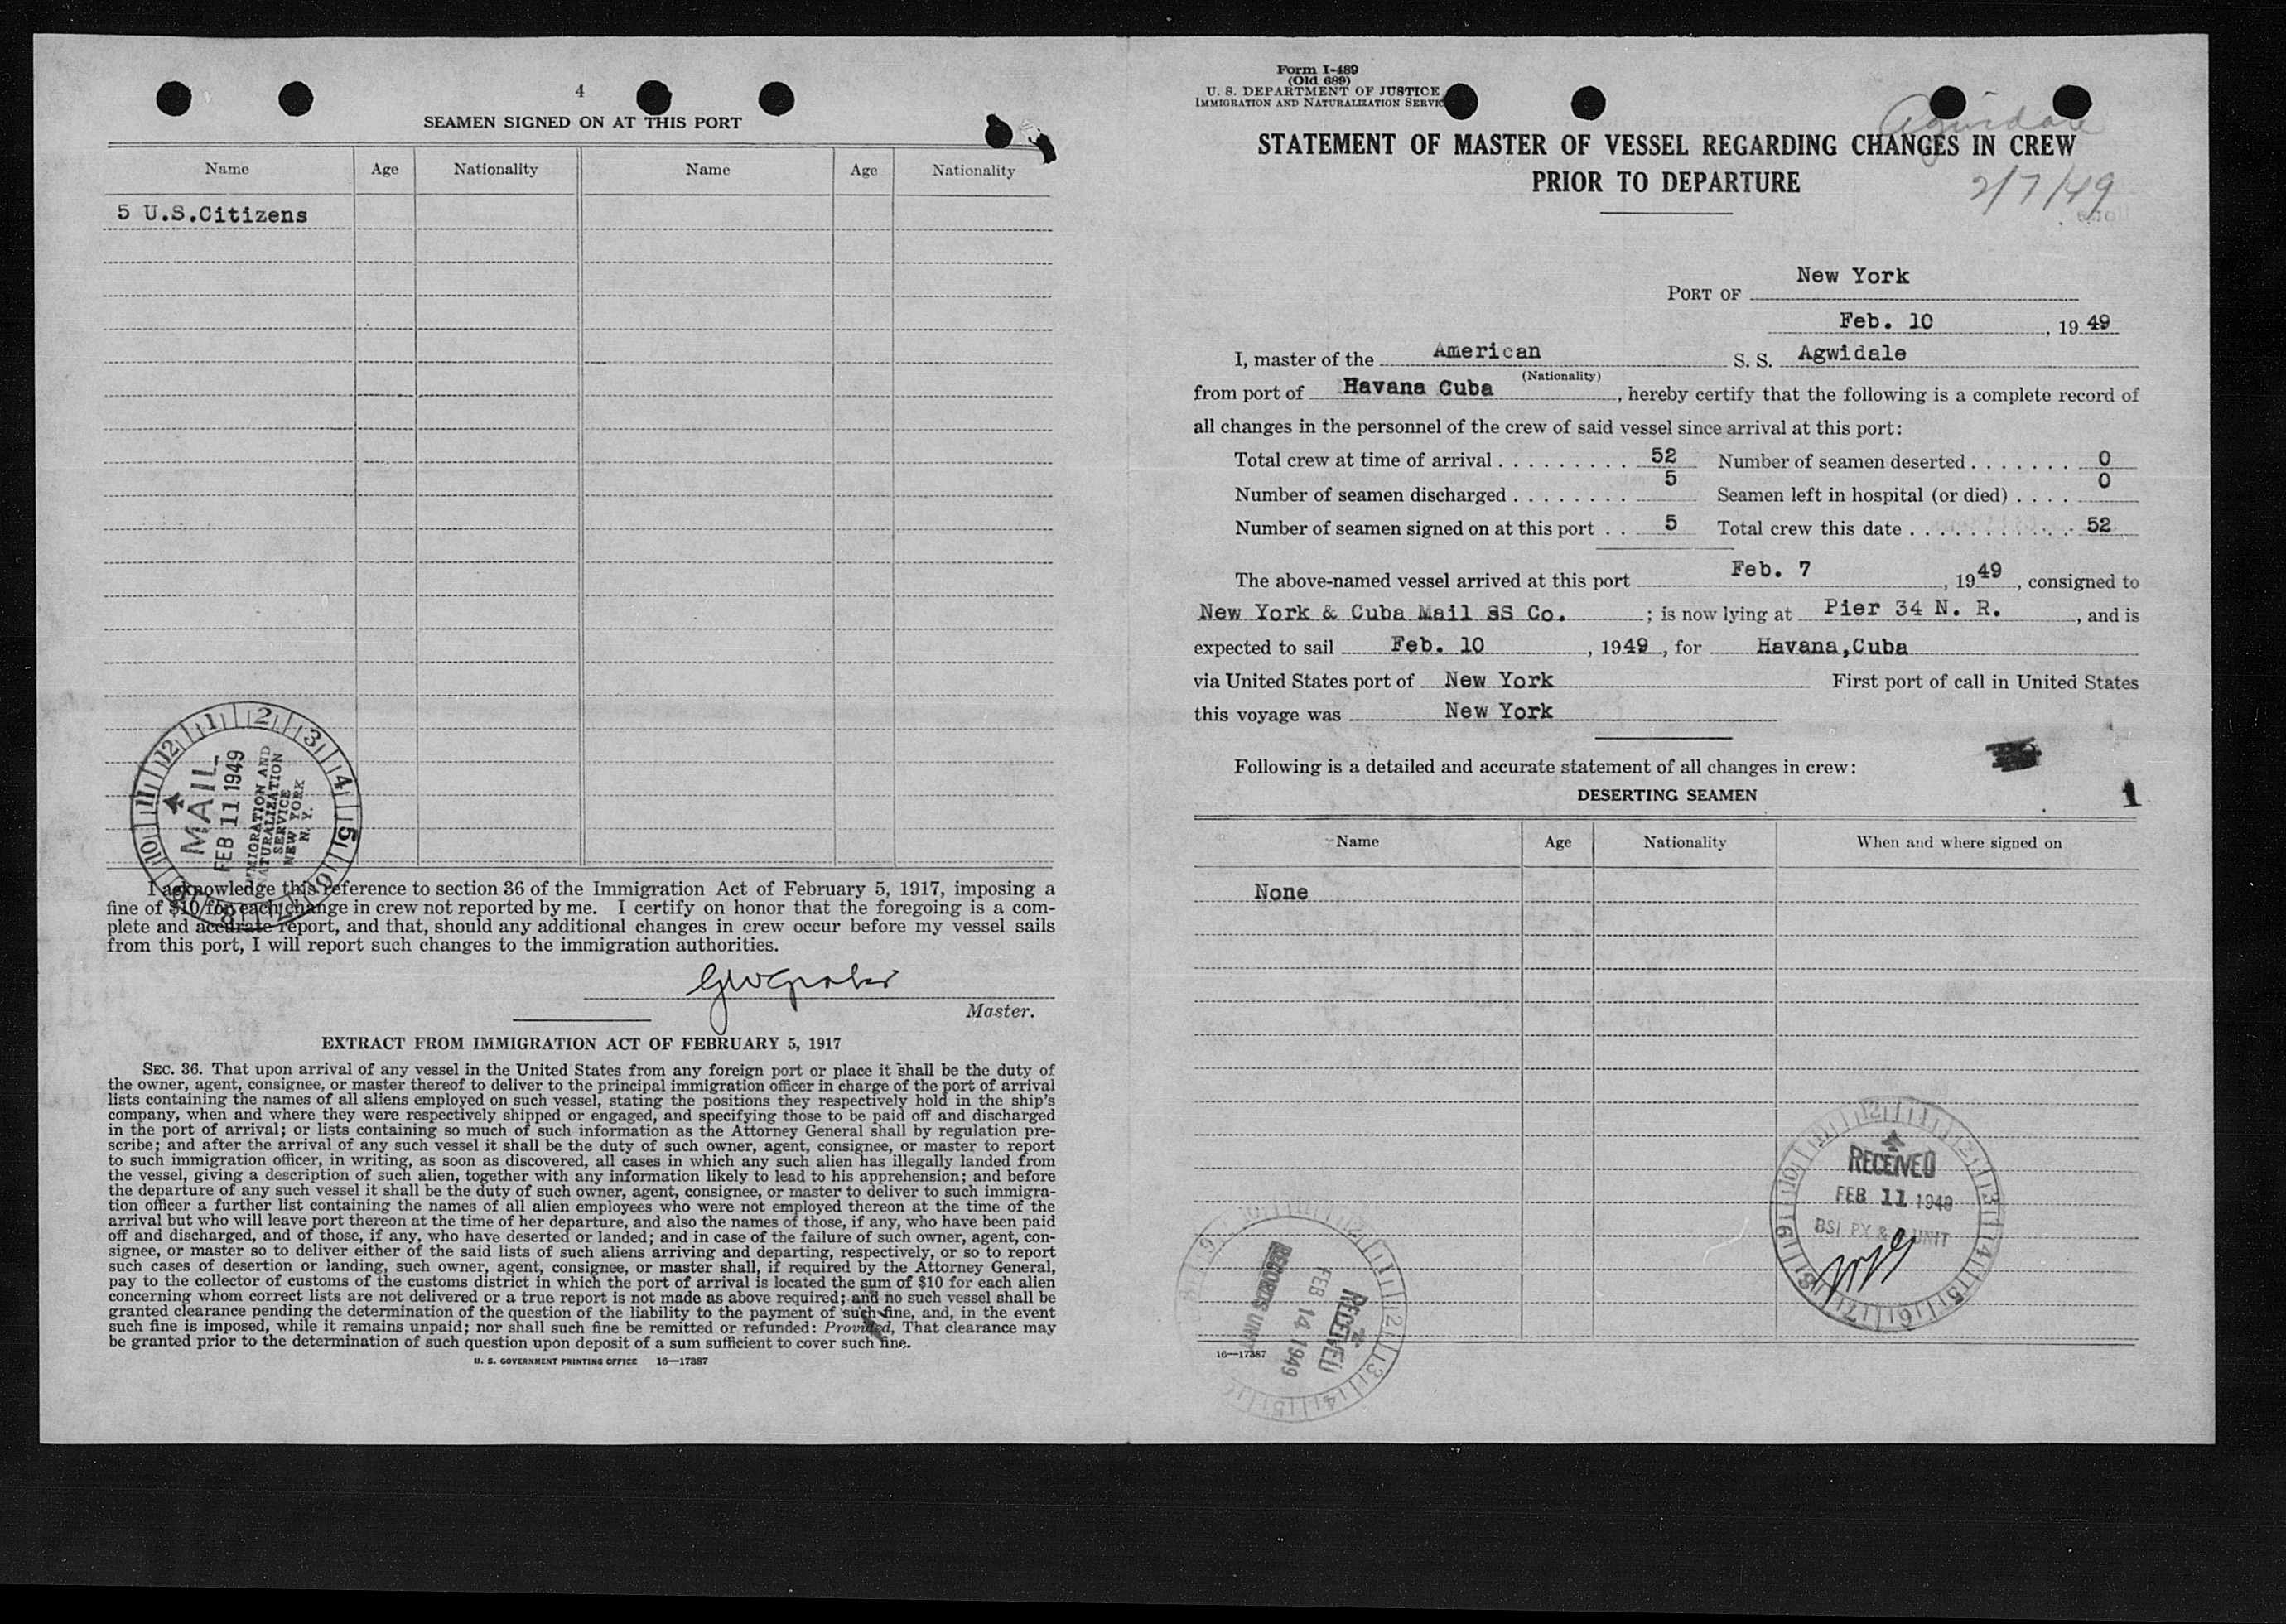 4
SEAMEN SIGNED ON AT THIS PORT
Name Age Nationality Name Age Nationality
5 U.S.Citizens
MAIL
FEB 11 1949
IMMIGRATION AND
NATURALIZATION
SERVICE
NEW YORK
N. Y.
I acknowledge this reference to section 36 of the Immigration Act of February 5, 1917, imposing a
fine of $10 for each change in crew not reported by me. I certify on honor that the foregoing is a com-
plete and accurate report, and that, should any additional changes in crew occur before my vessel sails
from this port, I will report such changes to the immigration authorities.
Master.
EXTRACT FROM IMMIGRATION ACT OF FEBRUARY 5, 1917
SEC. 36. That upon arrival of any vessel in the United States from any foreign port or place it shall be the duty of
the owner, agent, consignee, or master thereof to deliver to the principal immigration officer in charge of the port of arrival
lists containing the names of all aliens employed on such vessel, stating the positions they respectively hold in the ship's
company, when and where they were respectively shipped or engaged, and specifying those to be paid off and discharged
in the port of arrival; or lists containing so much of such information as the Attorney General shall by regulation pre-
scribe; and after the arrival of any such vessel it shall be the duty of such owner, agent, consignee, or master to report
to such immigration officer, in writing, as soon as discovered, all cases in which any such alien has illegally landed from
the vessel, giving a description of such alien, together with any information likely to lead to his apprehension; and before
the departure of any such vessel it shall be the duty of such owner, agent, consignee, or master to deliver to such immigra-
tion officer a further list containing the names of all alien employees who were not employed thereon at the time of the
arrival but who will leave port thereon at the time of her departure, and also the names of those, if any, who have been paid
off and discharged, and of those, if any, who have deserted or landed; and in case of the failure of such owner, agent, con-
signee, or master so to deliver either of the said lists of such aliens arriving and departing, respectively, or so to report
such cases of desertion or landing, such owner, agent, consignee, or master shall, if required by the Attorney General,
pay to the collector of customs of the customs district in which the port of arrival is located the sum of $10 for each alien
concerning whom correct lists are not delivered or a true report is not made as above required; and no such vessel shall be
granted clearance pending the determination of the question of the liability to the payment of such fine, and, in the event
such fine is imposed, while it remains unpaid; nor shall such fine be remitted or refunded: Provided, That clearance may
be granted prior to the determination of such question upon deposit of a sum sufficient to cover such fine.
U. S. GOVERNMENT PRINTING OFFICE 16—17387
Form I-489
(Old 689)
U. S. DEPARTMENT OF JUSTICE
IMMIGRATION AND NATURALIZATION SERVICE
Agwidale
STATEMENT OF MASTER OF VESSEL REGARDING CHANGES IN CREW
PRIOR TO DEPARTURE
2/7/49
PORT OF New York
Feb. 10, 1949
I, master of the American S. S. Agwidale
(Nationality)
from port of Havana Cuba, hereby certify that the following is a complete record of
all changes in the personnel of the crew of said vessel since arrival at this port:
Total crew at time of arrival . . . . . . . . . 52 Number of seamen deserted . . . . . . . 0
Number of seamen discharged . . . . . . . . 5 Seamen left in hospital (or died) . . . . 0
Number of seamen signed on at this port . . 5 Total crew this date . . . . . . . . . . . 52
The above-named vessel arrived at this port Feb. 7, 1949, consigned to
New York & Cuba Mail SS Co. ; is now lying at Pier 34 N. R., and is
expected to sail Feb. 10, 1949, for Havana,Cuba
via United States port of New York First port of call in United States
this voyage was New York
Following is a detailed and accurate statement of all changes in crew:
DESERTING SEAMEN
1
Name Age Nationality When and where signed on
None
RECEIVED
FEB 11 1949
BSI PX & UNIT
RECEIVED
FEB 14 1949
RECORDS UNIT
16—17387